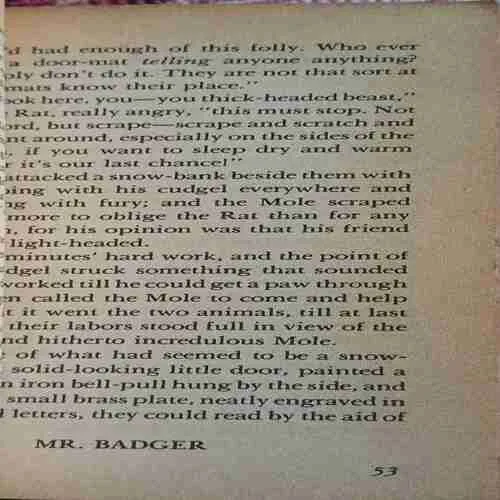 'd had enough of this folly. Who ever
a door-mat telling anyone anything?
ply don't do it. They are not that sort at
mats know their place."
ook here, you—you thick-headed beast,"
Rat, really angry, "this must stop. Not
ord, but scrape—scrape and scratch and
nt around, especially on the sides of the
, if you want to sleep dry and warm
r it's our last chance!"
attacked a snow-bank beside them with
bing with his cudgel everywhere and
ng with fury; and the Mole scraped
more to oblige the Rat than for any
n, for his opinion was that his friend
light-headed.
minutes' hard work, and the point of
dgel struck something that sounded
worked till he could get a paw through
en called the Mole to come and help
t it went the two animals, till at last
their labors stood full in view of the
nd hitherto incredulous Mole.
e of what had seemed to be a snow-
solid-looking little door, painted a
n iron bell-pull hung by the side, and
small brass plate, neatly engraved in
l letters, they could read by the aid of
MR. BADGER
53